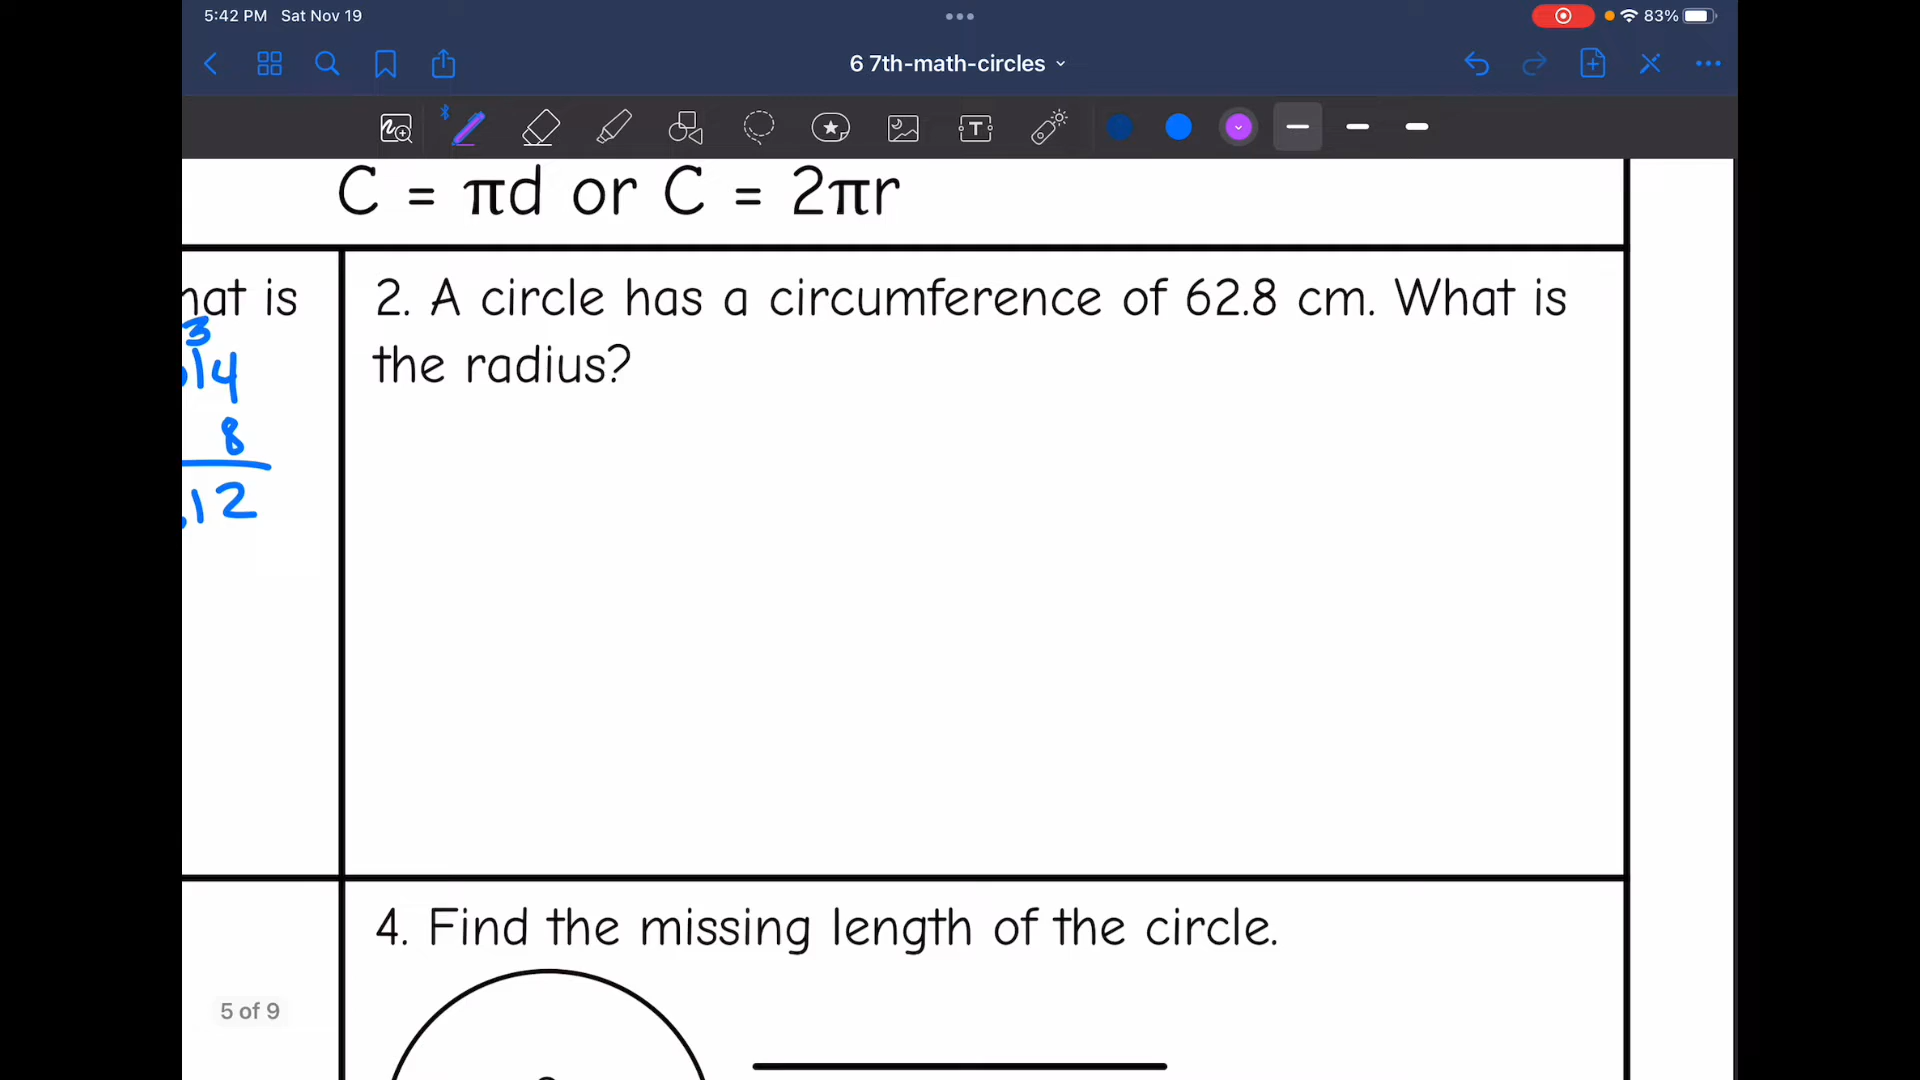 5:42 PM Sat Nov 19
83%
6 7th-math-circles
T
C = πd or C = 2πr
hat is
3
14
8
.12
2. A circle has a circumference of 62.8 cm. What is
the radius?
4. Find the missing length of the circle.
5 of 9